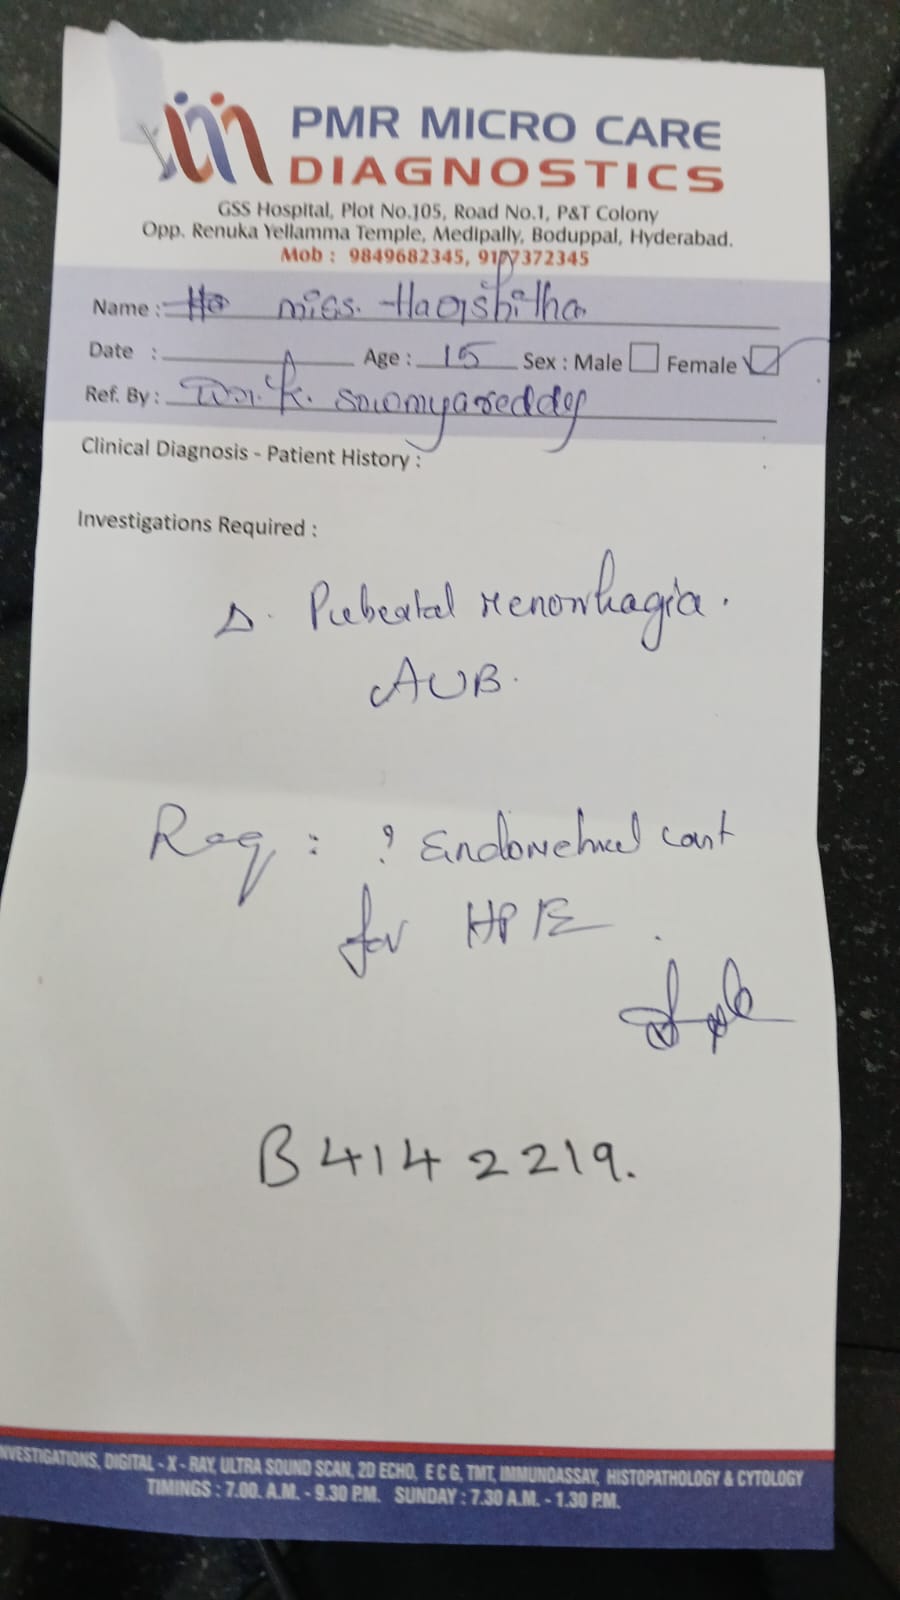 PMR MICRO CARE
DIAGNOSTICS
GSS Hospital, Plot No.105, Road No.1, P&T Colony
Opp. Renuka Yellamma Temple, Medipally, Boduppal, Hyderabad.
Mob : 9849682345, 9177372345
Name : miss. Harshitha
Date : Age : 15 Sex : Male Female
Ref. By : Dr. K. Sowmyareddy
Clinical Diagnosis - Patient History :
Investigations Required :
Δ. Pubertal Menorrhagia.
AUB.
Req : ? Endometrial cast
for HPE.
B4142219.
INVESTIGATIONS, DIGITAL - X - RAY, ULTRA SOUND SCAN, 2D ECHO, E C G, TMT, IMMUNOASSAY, HISTOPATHOLOGY & CYTOLOGY
TIMINGS : 7.00. A.M. - 9.30 P.M. SUNDAY : 7.30 A.M. - 1.30 P.M.